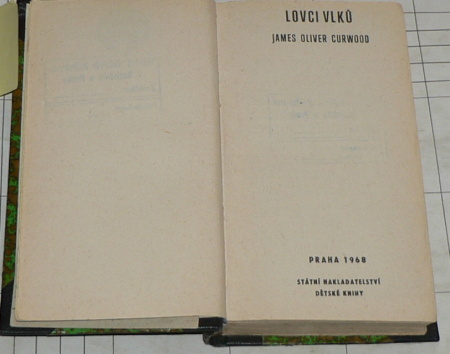 LOVCI VLKŮ
JAMES OLIVER CURWOOD
PRAHA 1968
STÁTNÍ NAKLADATELSTVÍ
DĚTSKÉ KNIHY